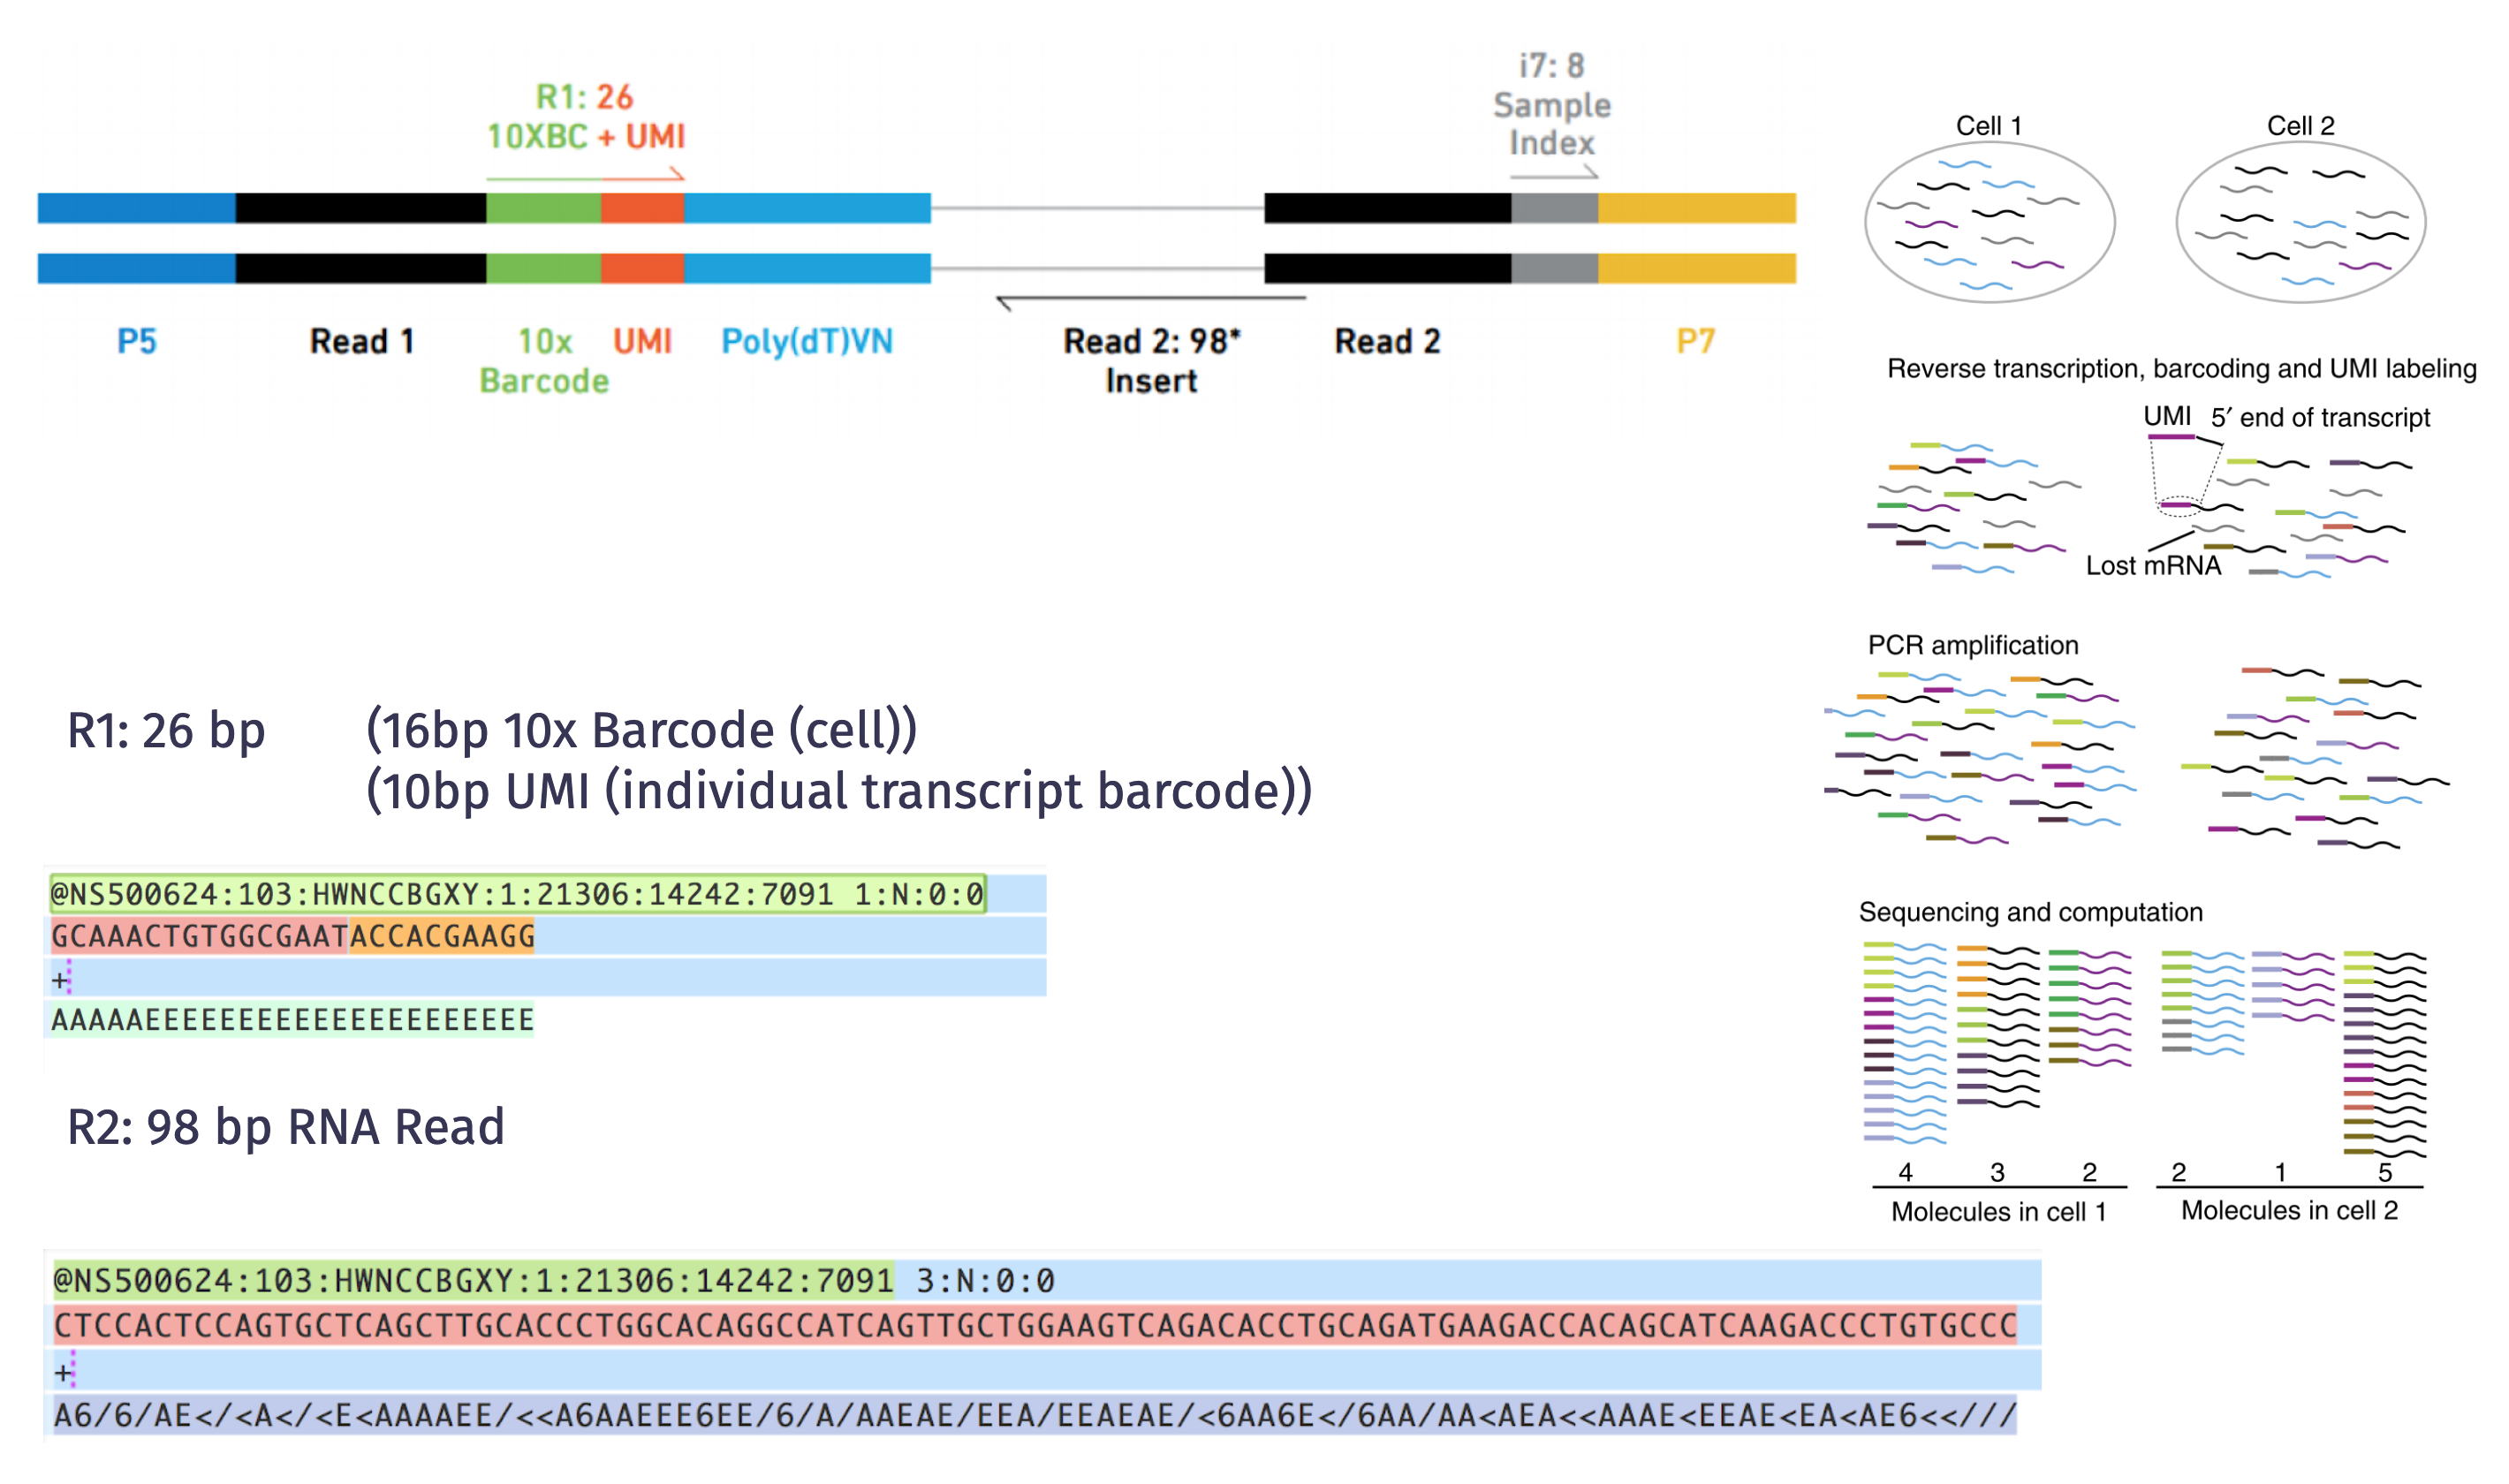 R1: 26
10XBC + UMI
i7: 8
Sample
Index
P5
Read 1
10x
Barcode
UMI
Poly(dT)VN
Read 2: 98*
Insert
Read 2
P7
Cell 1
Cell 2
Reverse transcription, barcoding and UMI labeling
UMI
5′ end of transcript
Lost mRNA
PCR amplification
Sequencing and computation
4 3 2 2 1 5
Molecules in cell 1
Molecules in cell 2
R1: 26 bp (16bp 10x Barcode (cell))
(10bp UMI (individual transcript barcode))
@NS500624:103:HWNCCBGXY:1:21306:14242:7091 1:N:0:0
GCAAACTGTGGCGAATACCACGAAGG
+
AAAAAEEEEEEEEEEEEEEEEEEEEE
R2: 98 bp RNA Read
@NS500624:103:HWNCCBGXY:1:21306:14242:7091 3:N:0:0
CTCCACTCCAGTGCTCAGCTTGCACCCTGGCACAGGCCATCAGTTGCTGGAAGTCAGACACCTGCAGATGAAGACCACAGCATCAAGACCCTGTGCCC
+
A6/6/AE</<A</<E<AAAAEE/<<A6AAEEE6EE/6/A/AAEAE/EEA/EEAEAE/<6AA6E</6AA/AA<AEA<<AAAE<EEAE<EA<AE6<<///